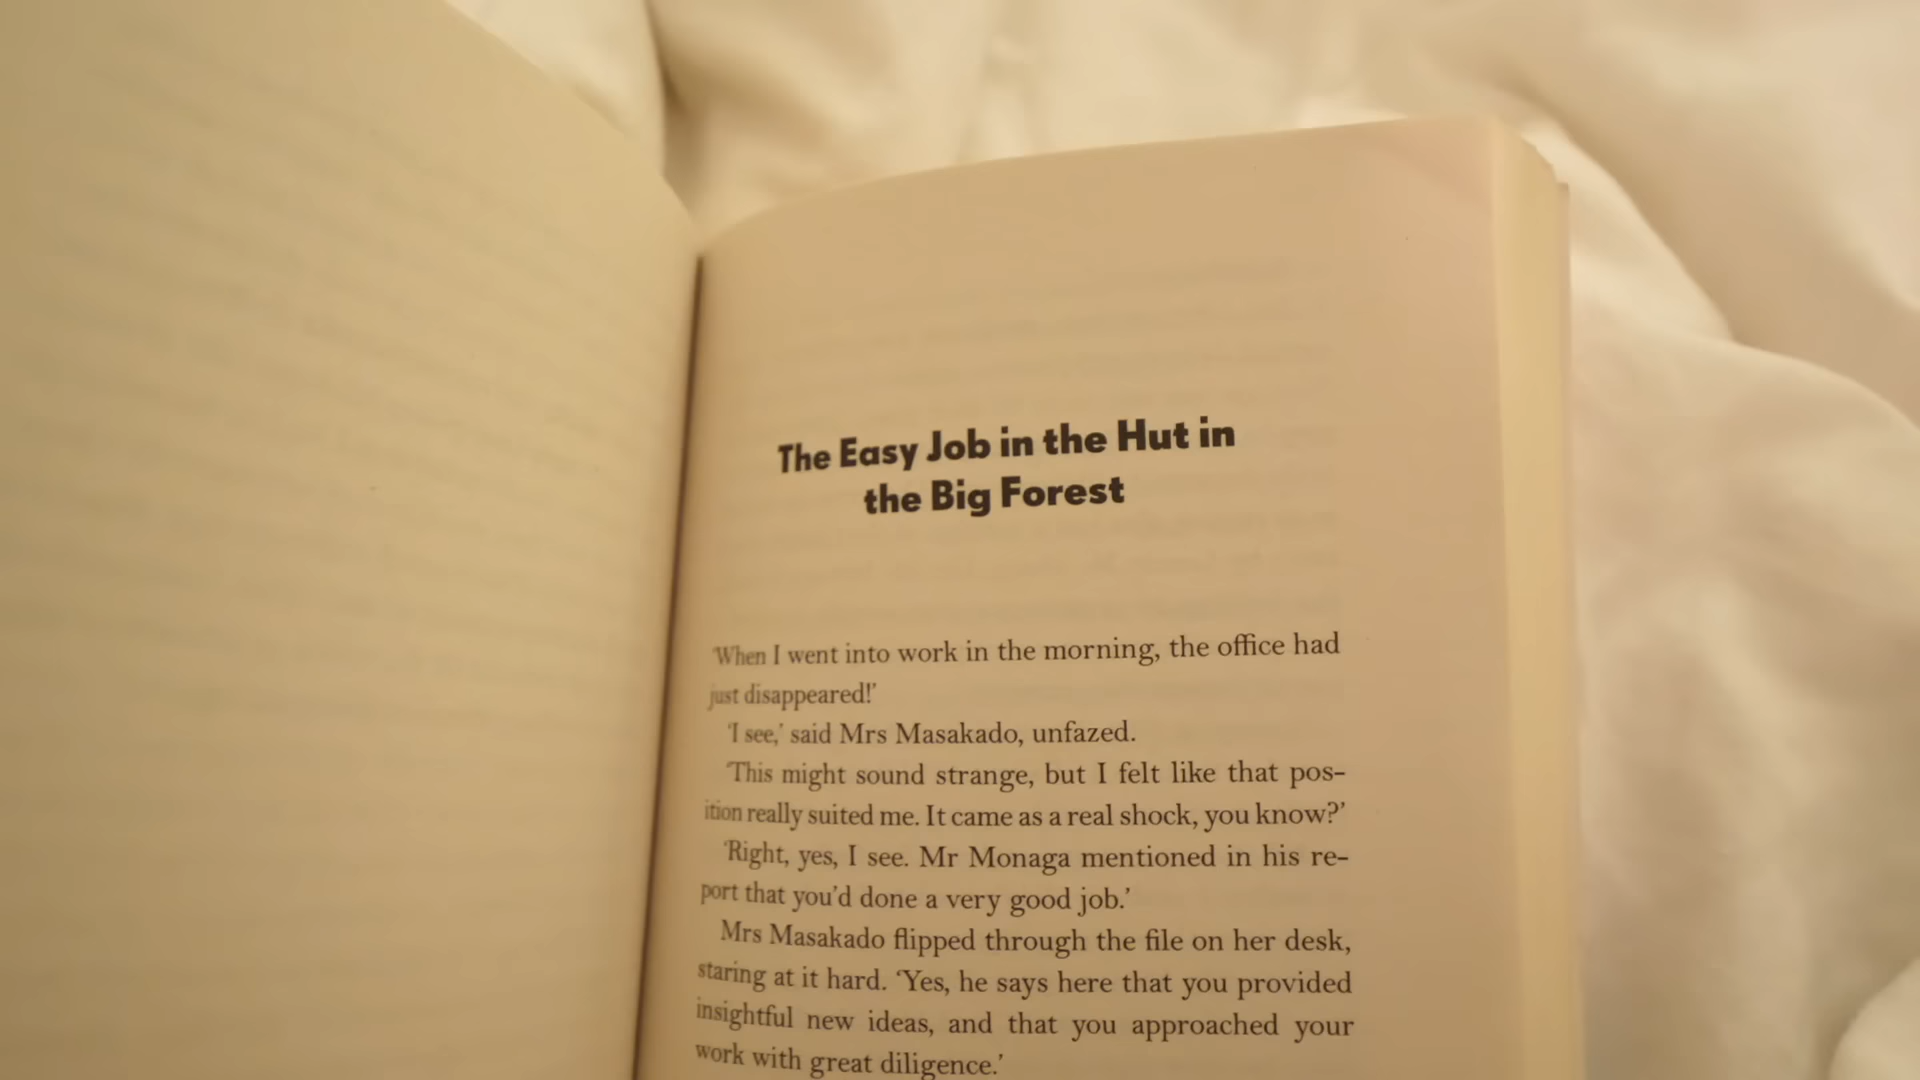 The Easy Job in the Hut in
the Big Forest
‘When I went into work in the morning, the office had
just disappeared!’
‘I see,’ said Mrs Masakado, unfazed.
‘This might sound strange, but I felt like that pos-
ition really suited me. It came as a real shock, you know?’
‘Right, yes, I see. Mr Monaga mentioned in his re-
port that you’d done a very good job.’
Mrs Masakado flipped through the file on her desk,
staring at it hard. ‘Yes, he says here that you provided
insightful new ideas, and that you approached your
work with great diligence.’